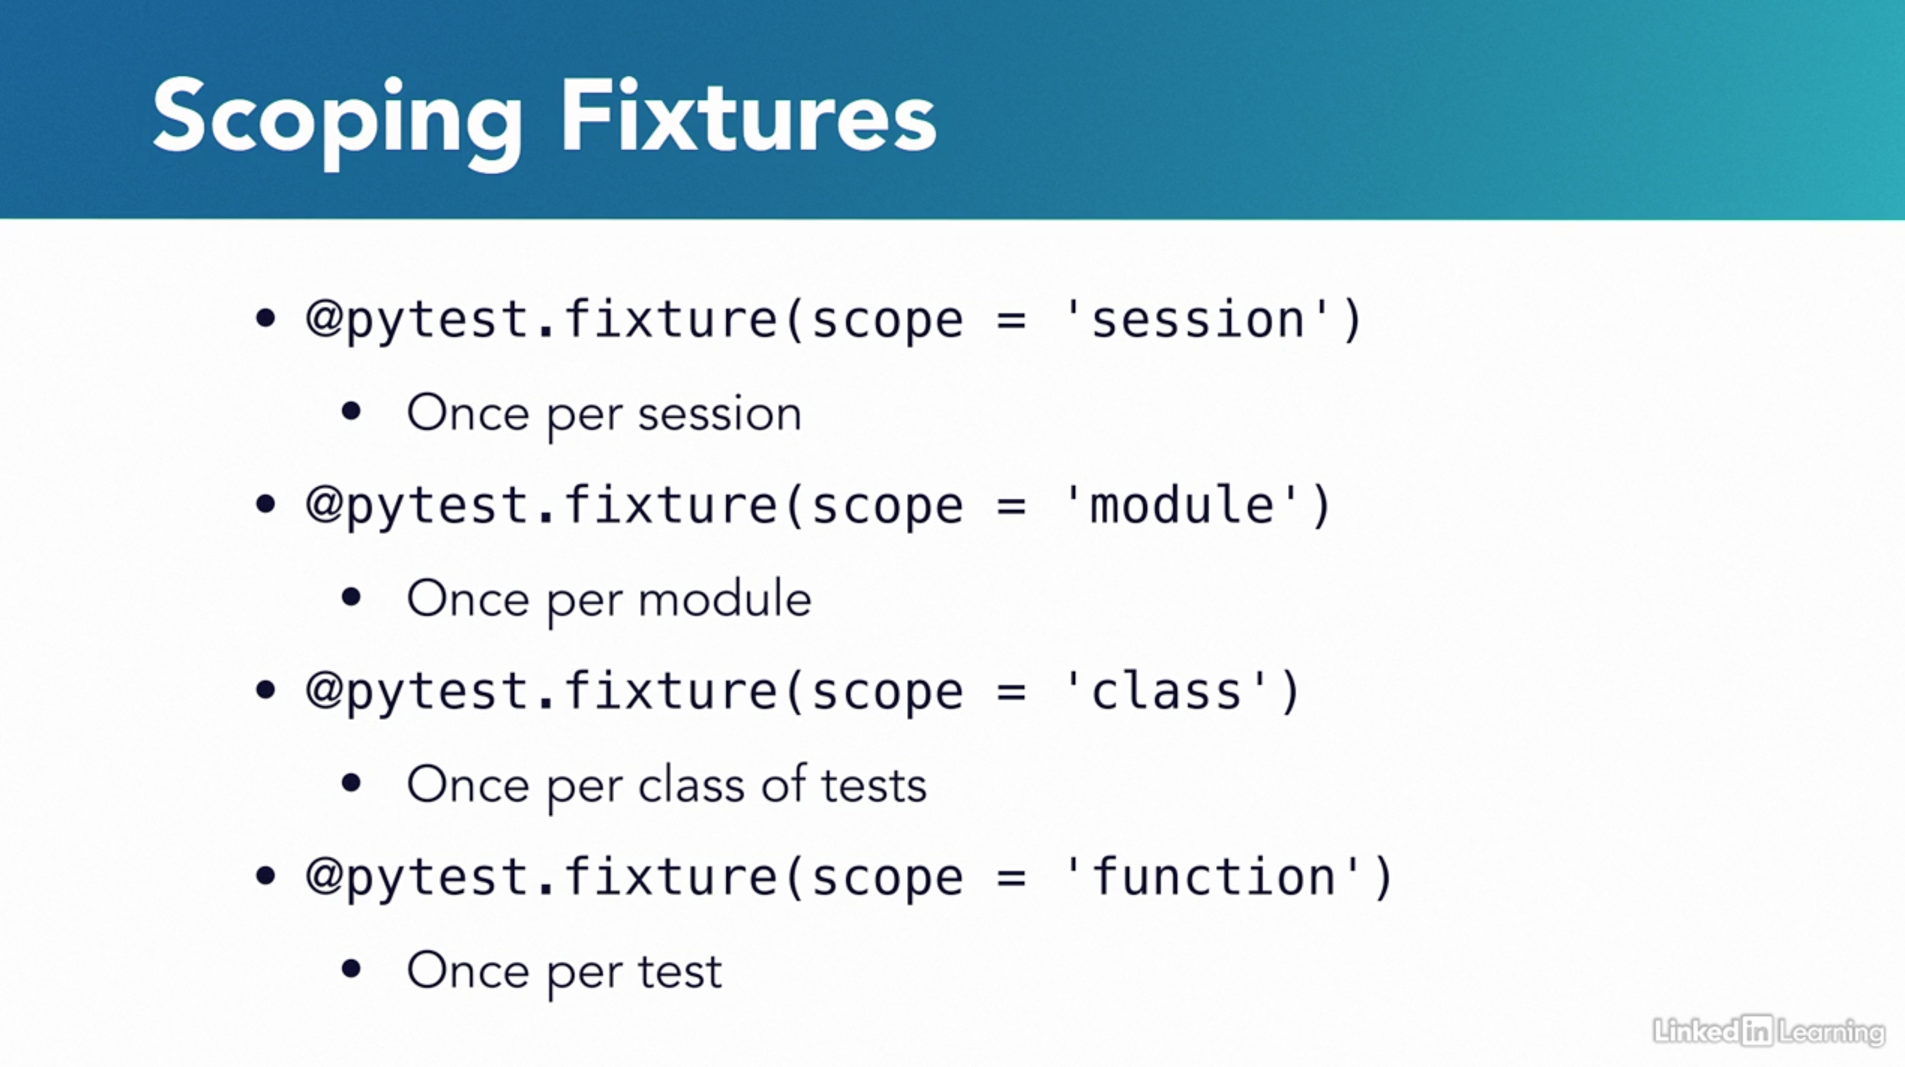 Scoping Fixtures
• @pytest.fixture(scope = 'session')
• Once per session
• @pytest.fixture(scope = 'module')
• Once per module
• @pytest.fixture(scope = 'class')
• Once per class of tests
• @pytest.fixture(scope = 'function')
• Once per test
Linked in Learning